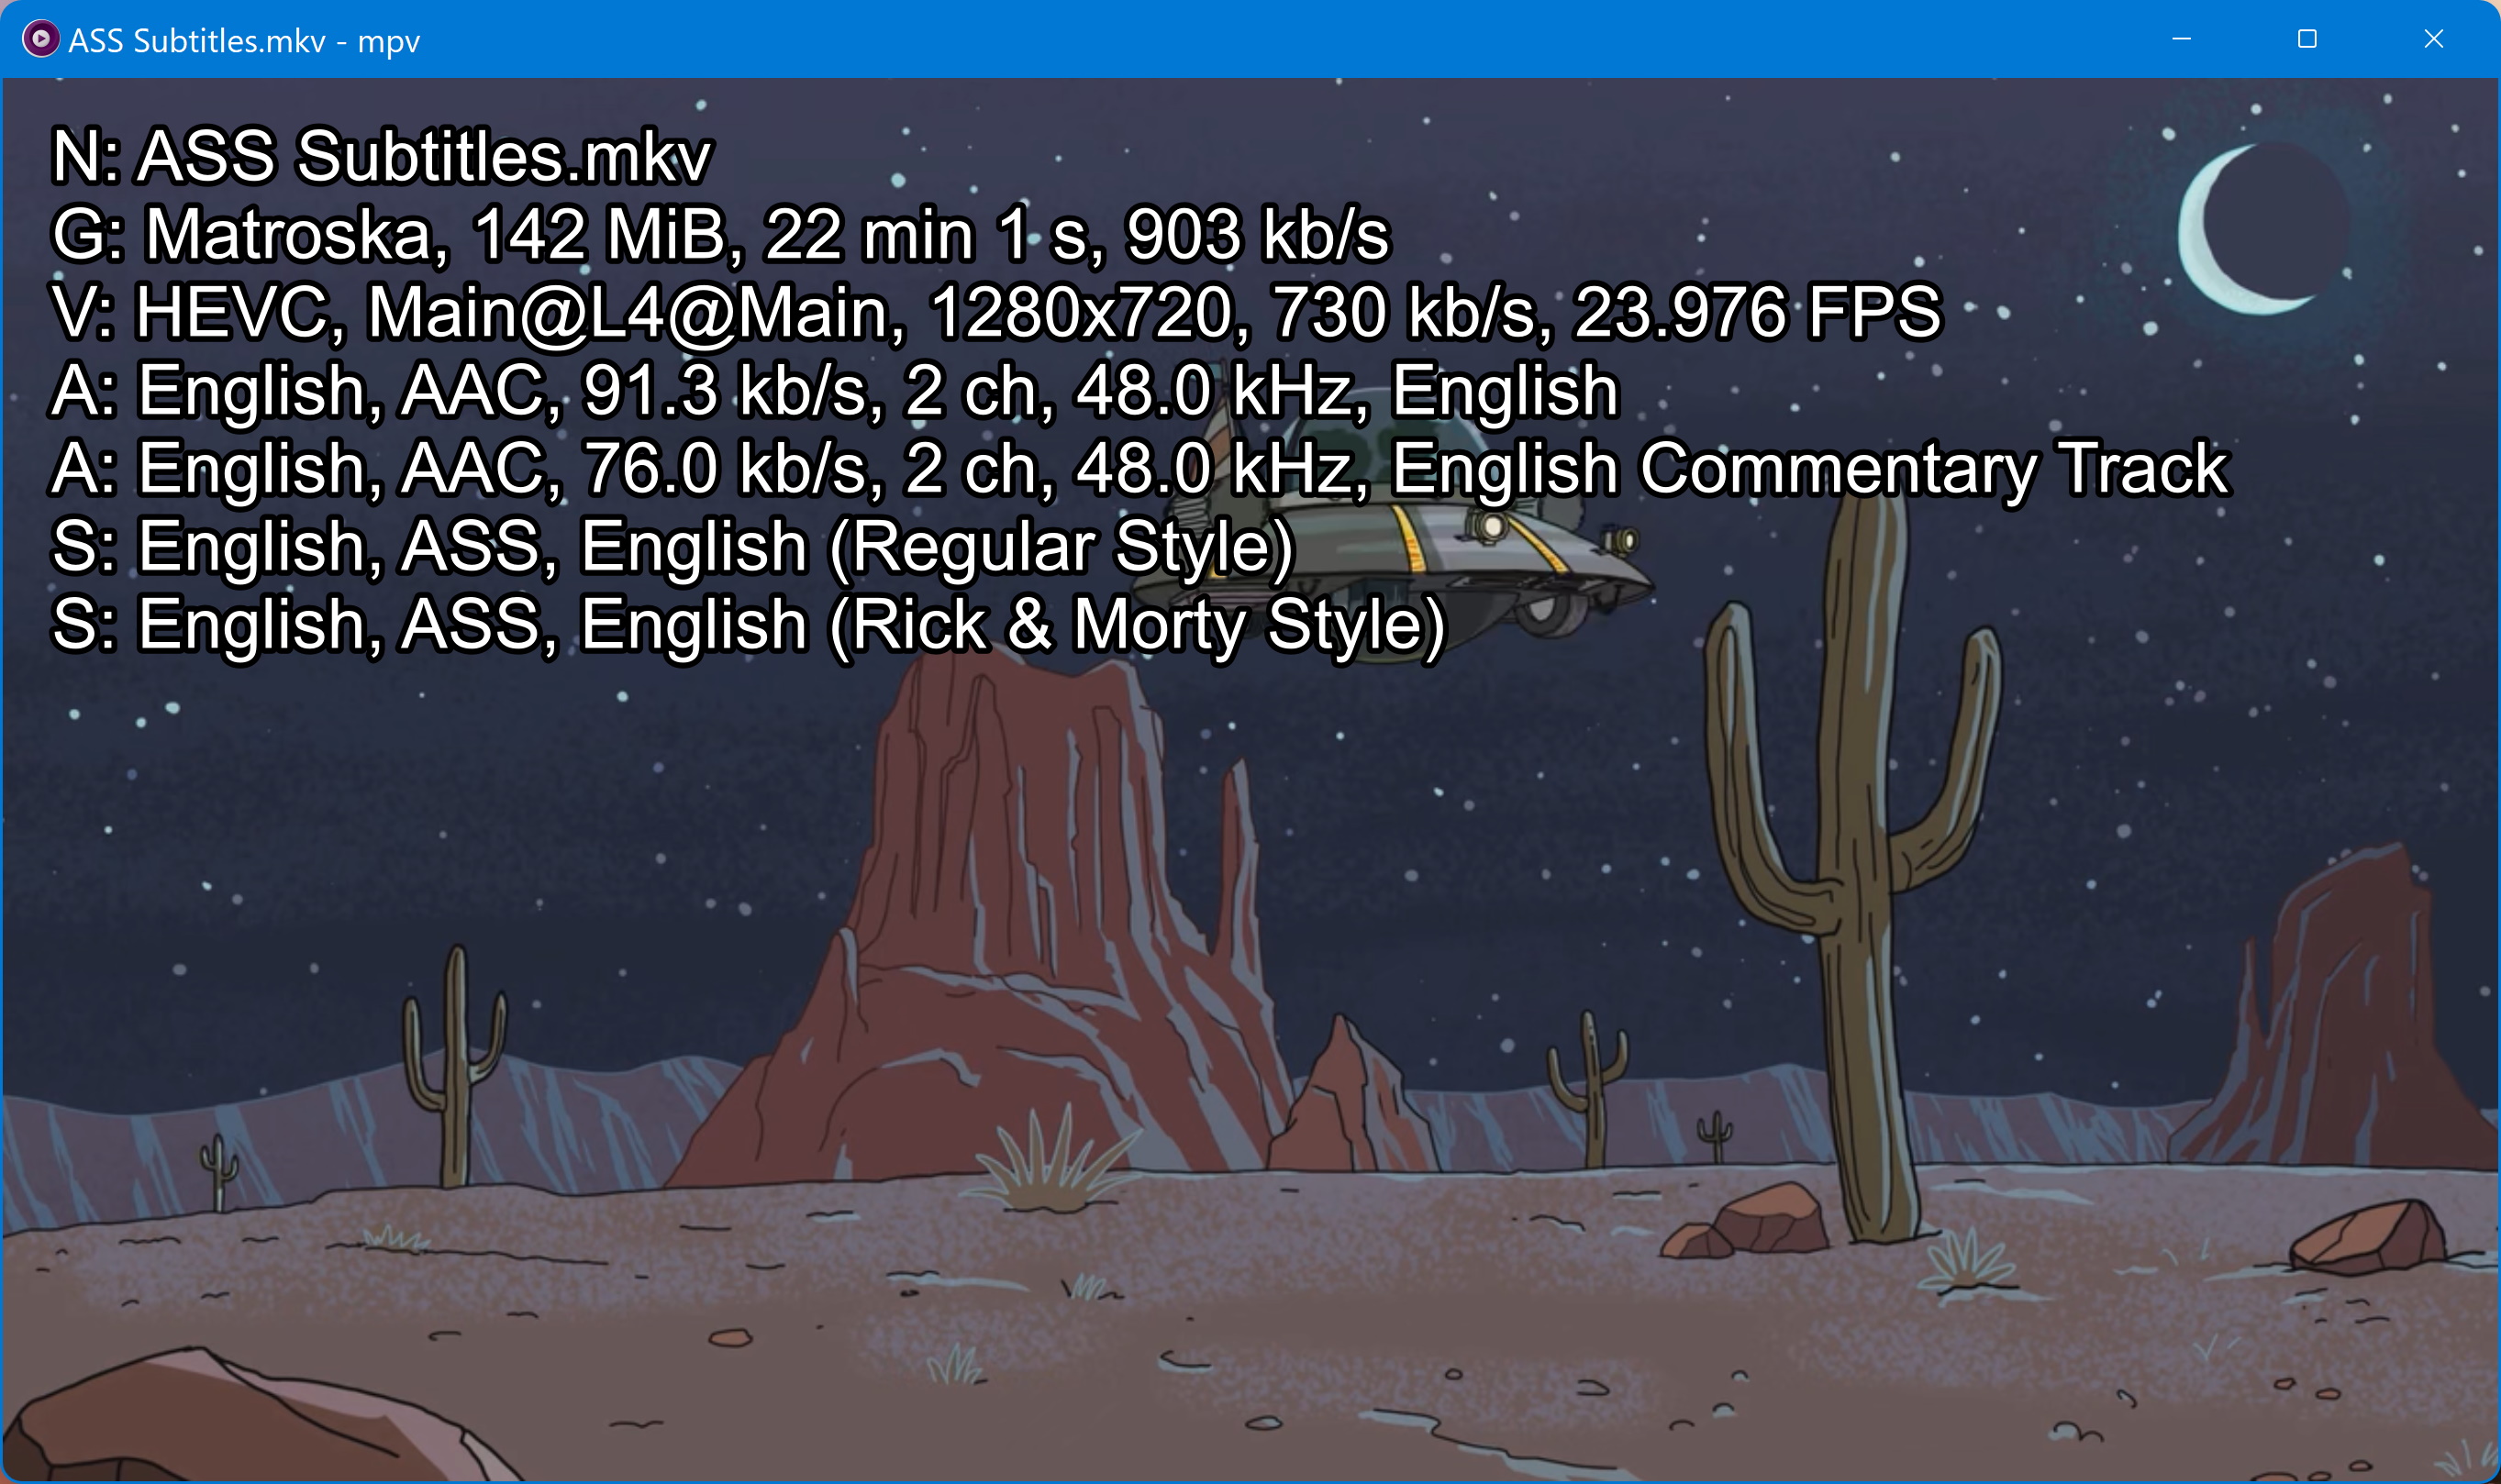 ASS Subtitles.mkv - mpv
N: ASS Subtitles.mkv
G: Matroska, 142 MiB, 22 min 1 s, 903 kb/s
V: HEVC, Main@L4@Main, 1280x720, 730 kb/s, 23.976 FPS
A: English, AAC, 91.3 kb/s, 2 ch, 48.0 kHz, English
A: English, AAC, 76.0 kb/s, 2 ch, 48.0 kHz, English Commentary Track
S: English, ASS, English (Regular Style)
S: English, ASS, English (Rick & Morty Style)